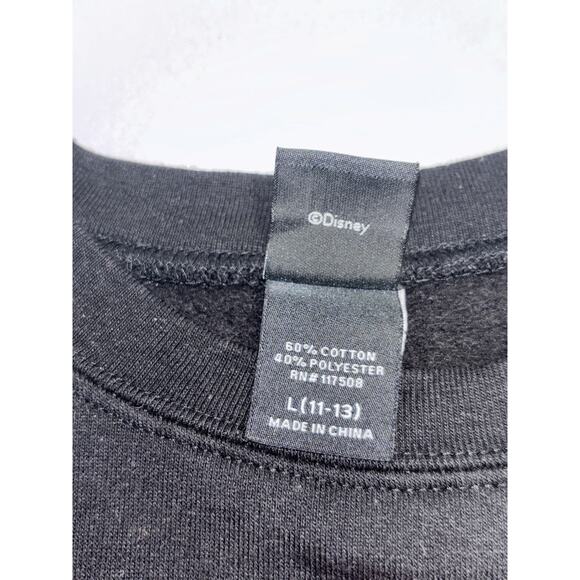 ©Disney
60% COTTON
40% POLYESTER
RN# 117508
L (11-13)
MADE IN CHINA